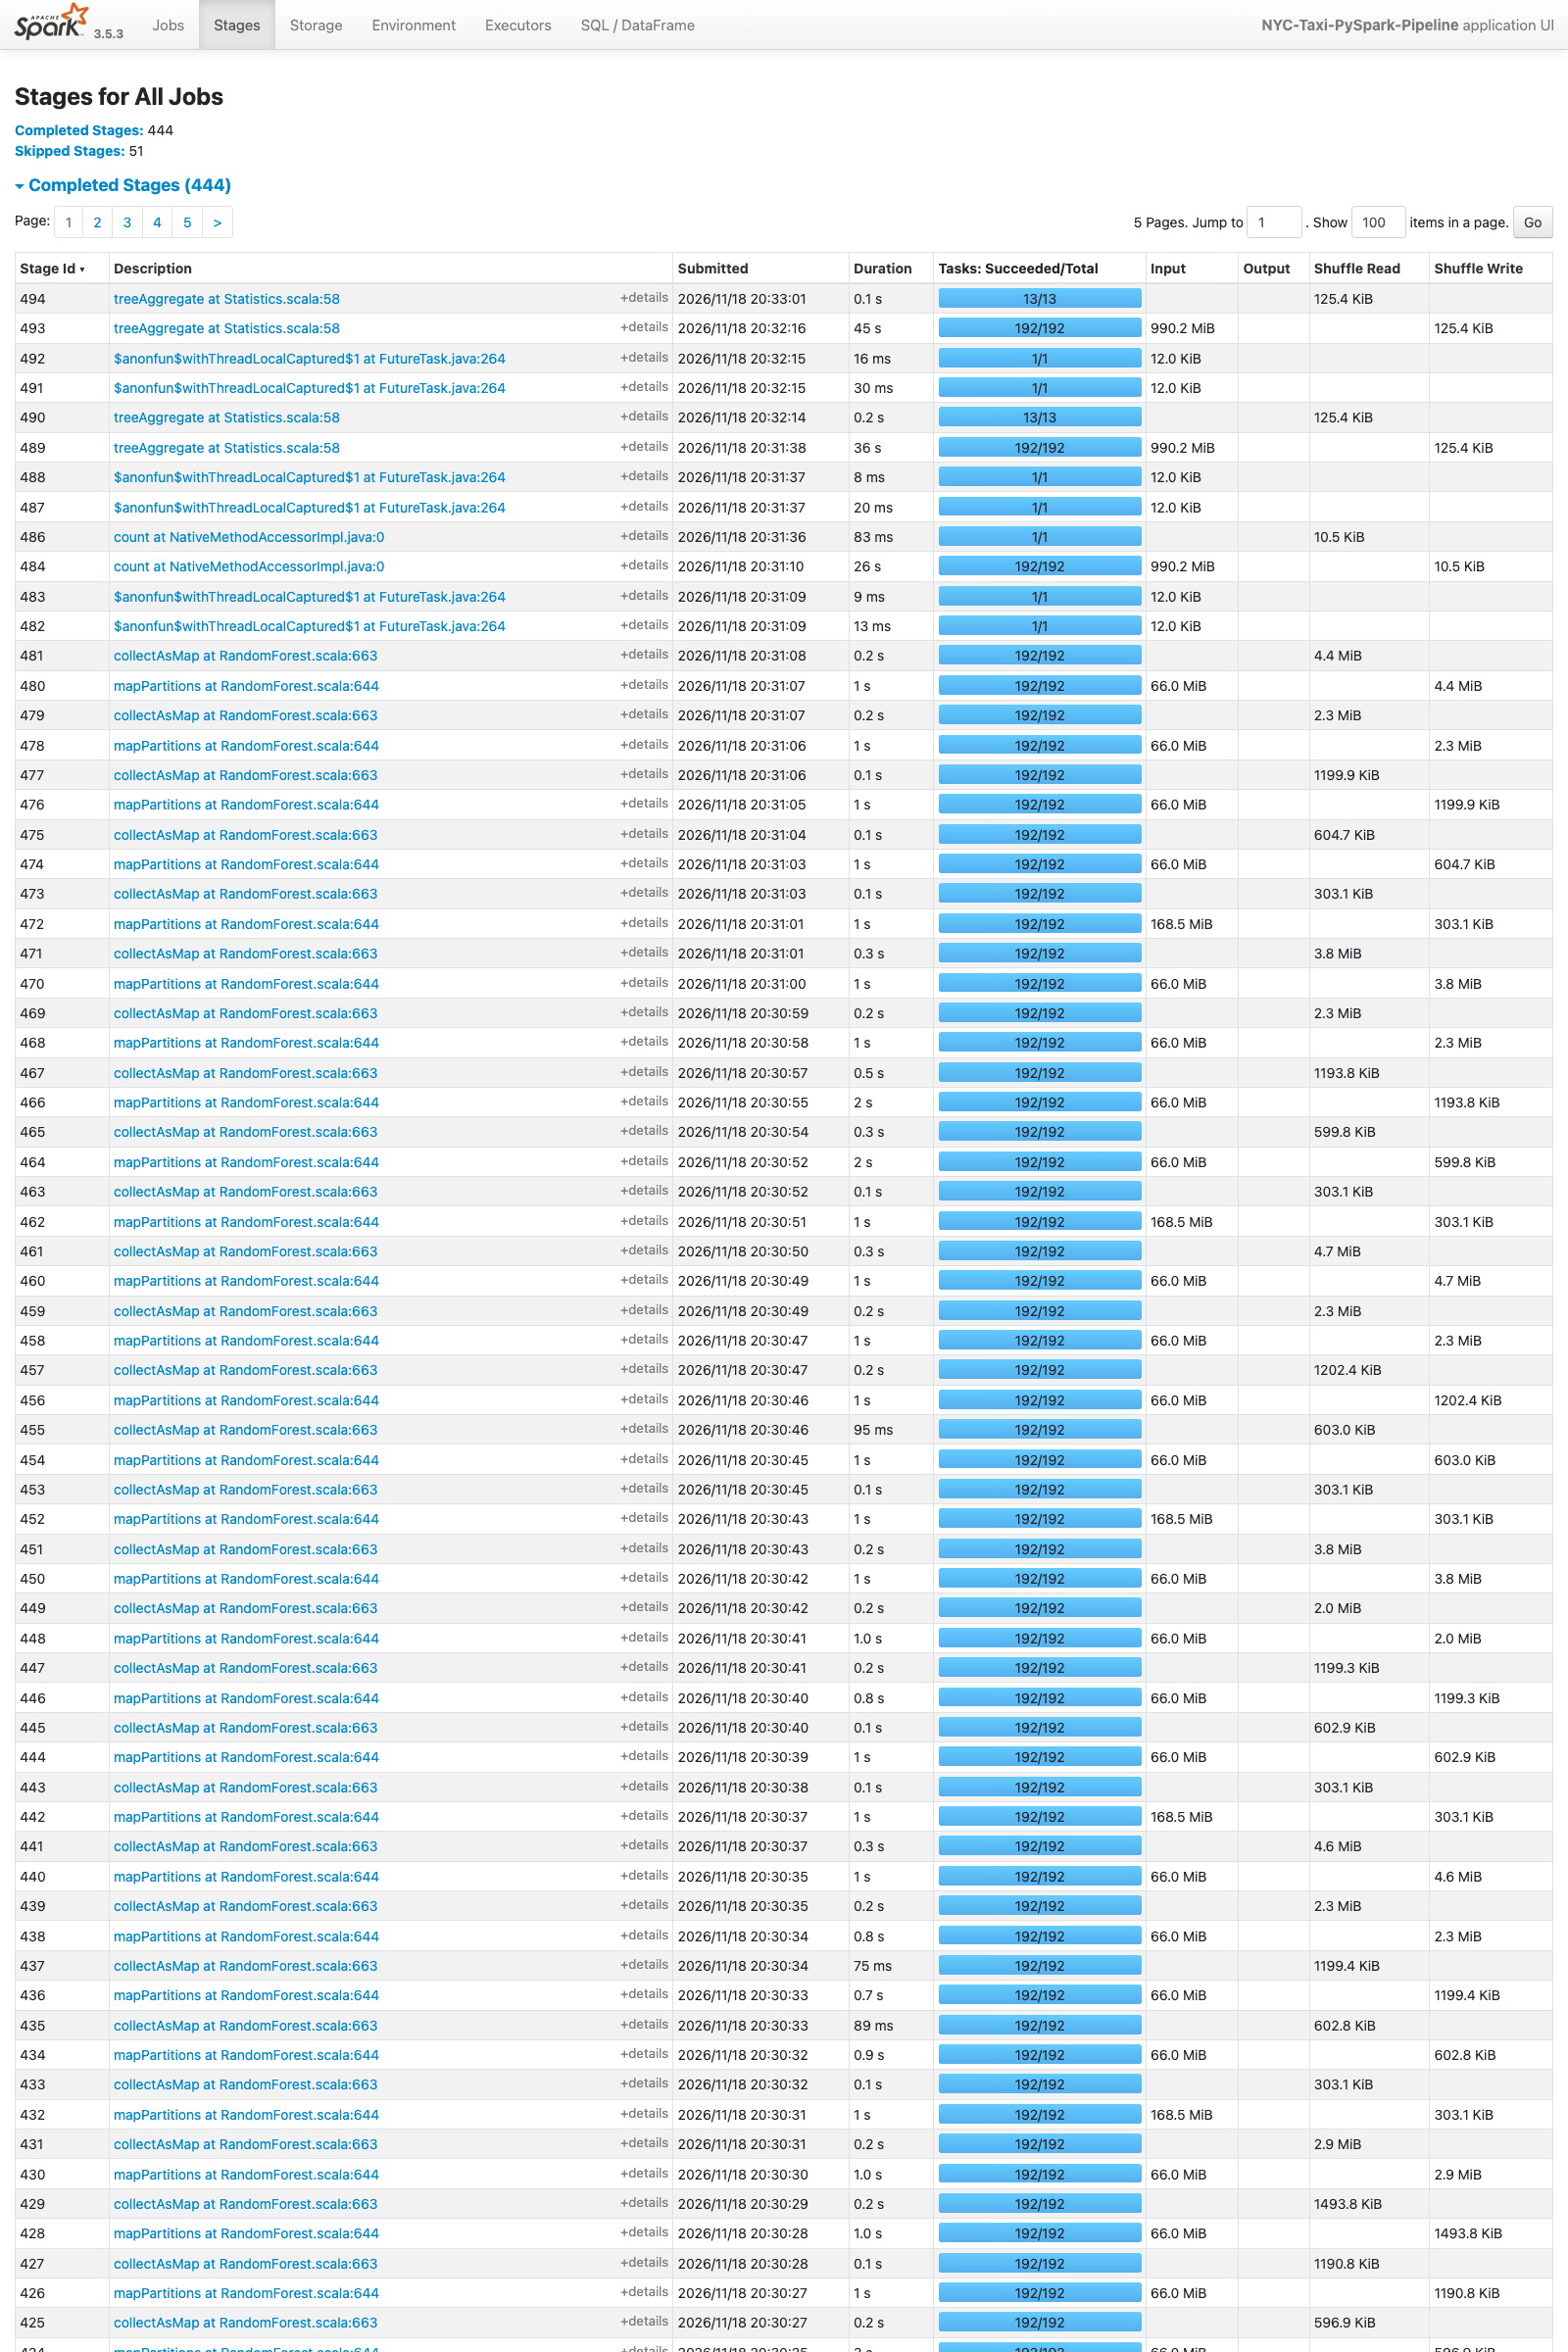 APACHE
Spark 3.5.3 Jobs Stages Storage Environment Executors SQL / DataFrame NYC-Taxi-PySpark-Pipeline application UI
Stages for All Jobs
Completed Stages: 444
Skipped Stages: 51
Completed Stages (444)
Page: 1 2 3 4 5 > 5 Pages. Jump to 1 . Show 100 items in a page. Go
Stage Id ▾ Description Submitted Duration Tasks: Succeeded/Total Input Output Shuffle Read Shuffle Write
494 treeAggregate at Statistics.scala:58 +details 2026/11/18 20:33:01 0.1 s 13/13 125.4 KiB
493 treeAggregate at Statistics.scala:58 +details 2026/11/18 20:32:16 45 s 192/192 990.2 MiB 125.4 KiB
492 $anonfun$withThreadLocalCaptured$1 at FutureTask.java:264 +details 2026/11/18 20:32:15 16 ms 1/1 12.0 KiB
491 $anonfun$withThreadLocalCaptured$1 at FutureTask.java:264 +details 2026/11/18 20:32:15 30 ms 1/1 12.0 KiB
490 treeAggregate at Statistics.scala:58 +details 2026/11/18 20:32:14 0.2 s 13/13 125.4 KiB
489 treeAggregate at Statistics.scala:58 +details 2026/11/18 20:31:38 36 s 192/192 990.2 MiB 125.4 KiB
488 $anonfun$withThreadLocalCaptured$1 at FutureTask.java:264 +details 2026/11/18 20:31:37 8 ms 1/1 12.0 KiB
487 $anonfun$withThreadLocalCaptured$1 at FutureTask.java:264 +details 2026/11/18 20:31:37 20 ms 1/1 12.0 KiB
486 count at NativeMethodAccessorImpl.java:0 +details 2026/11/18 20:31:36 83 ms 1/1 10.5 KiB
484 count at NativeMethodAccessorImpl.java:0 +details 2026/11/18 20:31:10 26 s 192/192 990.2 MiB 10.5 KiB
483 $anonfun$withThreadLocalCaptured$1 at FutureTask.java:264 +details 2026/11/18 20:31:09 9 ms 1/1 12.0 KiB
482 $anonfun$withThreadLocalCaptured$1 at FutureTask.java:264 +details 2026/11/18 20:31:09 13 ms 1/1 12.0 KiB
481 collectAsMap at RandomForest.scala:663 +details 2026/11/18 20:31:08 0.2 s 192/192 4.4 MiB
480 mapPartitions at RandomForest.scala:644 +details 2026/11/18 20:31:07 1 s 192/192 66.0 MiB 4.4 MiB
479 collectAsMap at RandomForest.scala:663 +details 2026/11/18 20:31:07 0.2 s 192/192 2.3 MiB
478 mapPartitions at RandomForest.scala:644 +details 2026/11/18 20:31:06 1 s 192/192 66.0 MiB 2.3 MiB
477 collectAsMap at RandomForest.scala:663 +details 2026/11/18 20:31:06 0.1 s 192/192 1199.9 KiB
476 mapPartitions at RandomForest.scala:644 +details 2026/11/18 20:31:05 1 s 192/192 66.0 MiB 1199.9 KiB
475 collectAsMap at RandomForest.scala:663 +details 2026/11/18 20:31:04 0.1 s 192/192 604.7 KiB
474 mapPartitions at RandomForest.scala:644 +details 2026/11/18 20:31:03 1 s 192/192 66.0 MiB 604.7 KiB
473 collectAsMap at RandomForest.scala:663 +details 2026/11/18 20:31:03 0.1 s 192/192 303.1 KiB
472 mapPartitions at RandomForest.scala:644 +details 2026/11/18 20:31:01 1 s 192/192 168.5 MiB 303.1 KiB
471 collectAsMap at RandomForest.scala:663 +details 2026/11/18 20:31:01 0.3 s 192/192 3.8 MiB
470 mapPartitions at RandomForest.scala:644 +details 2026/11/18 20:31:00 1 s 192/192 66.0 MiB 3.8 MiB
469 collectAsMap at RandomForest.scala:663 +details 2026/11/18 20:30:59 0.2 s 192/192 2.3 MiB
468 mapPartitions at RandomForest.scala:644 +details 2026/11/18 20:30:58 1 s 192/192 66.0 MiB 2.3 MiB
467 collectAsMap at RandomForest.scala:663 +details 2026/11/18 20:30:57 0.5 s 192/192 1193.8 KiB
466 mapPartitions at RandomForest.scala:644 +details 2026/11/18 20:30:55 2 s 192/192 66.0 MiB 1193.8 KiB
465 collectAsMap at RandomForest.scala:663 +details 2026/11/18 20:30:54 0.3 s 192/192 599.8 KiB
464 mapPartitions at RandomForest.scala:644 +details 2026/11/18 20:30:52 2 s 192/192 66.0 MiB 599.8 KiB
463 collectAsMap at RandomForest.scala:663 +details 2026/11/18 20:30:52 0.1 s 192/192 303.1 KiB
462 mapPartitions at RandomForest.scala:644 +details 2026/11/18 20:30:51 1 s 192/192 168.5 MiB 303.1 KiB
461 collectAsMap at RandomForest.scala:663 +details 2026/11/18 20:30:50 0.3 s 192/192 4.7 MiB
460 mapPartitions at RandomForest.scala:644 +details 2026/11/18 20:30:49 1 s 192/192 66.0 MiB 4.7 MiB
459 collectAsMap at RandomForest.scala:663 +details 2026/11/18 20:30:49 0.2 s 192/192 2.3 MiB
458 mapPartitions at RandomForest.scala:644 +details 2026/11/18 20:30:47 1 s 192/192 66.0 MiB 2.3 MiB
457 collectAsMap at RandomForest.scala:663 +details 2026/11/18 20:30:47 0.2 s 192/192 1202.4 KiB
456 mapPartitions at RandomForest.scala:644 +details 2026/11/18 20:30:46 1 s 192/192 66.0 MiB 1202.4 KiB
455 collectAsMap at RandomForest.scala:663 +details 2026/11/18 20:30:46 95 ms 192/192 603.0 KiB
454 mapPartitions at RandomForest.scala:644 +details 2026/11/18 20:30:45 1 s 192/192 66.0 MiB 603.0 KiB
453 collectAsMap at RandomForest.scala:663 +details 2026/11/18 20:30:45 0.1 s 192/192 303.1 KiB
452 mapPartitions at RandomForest.scala:644 +details 2026/11/18 20:30:43 1 s 192/192 168.5 MiB 303.1 KiB
451 collectAsMap at RandomForest.scala:663 +details 2026/11/18 20:30:43 0.2 s 192/192 3.8 MiB
450 mapPartitions at RandomForest.scala:644 +details 2026/11/18 20:30:42 1 s 192/192 66.0 MiB 3.8 MiB
449 collectAsMap at RandomForest.scala:663 +details 2026/11/18 20:30:42 0.2 s 192/192 2.0 MiB
448 mapPartitions at RandomForest.scala:644 +details 2026/11/18 20:30:41 1.0 s 192/192 66.0 MiB 2.0 MiB
447 collectAsMap at RandomForest.scala:663 +details 2026/11/18 20:30:41 0.2 s 192/192 1199.3 KiB
446 mapPartitions at RandomForest.scala:644 +details 2026/11/18 20:30:40 0.8 s 192/192 66.0 MiB 1199.3 KiB
445 collectAsMap at RandomForest.scala:663 +details 2026/11/18 20:30:40 0.1 s 192/192 602.9 KiB
444 mapPartitions at RandomForest.scala:644 +details 2026/11/18 20:30:39 1 s 192/192 66.0 MiB 602.9 KiB
443 collectAsMap at RandomForest.scala:663 +details 2026/11/18 20:30:38 0.1 s 192/192 303.1 KiB
442 mapPartitions at RandomForest.scala:644 +details 2026/11/18 20:30:37 1 s 192/192 168.5 MiB 303.1 KiB
441 collectAsMap at RandomForest.scala:663 +details 2026/11/18 20:30:37 0.3 s 192/192 4.6 MiB
440 mapPartitions at RandomForest.scala:644 +details 2026/11/18 20:30:35 1 s 192/192 66.0 MiB 4.6 MiB
439 collectAsMap at RandomForest.scala:663 +details 2026/11/18 20:30:35 0.2 s 192/192 2.3 MiB
438 mapPartitions at RandomForest.scala:644 +details 2026/11/18 20:30:34 0.8 s 192/192 66.0 MiB 2.3 MiB
437 collectAsMap at RandomForest.scala:663 +details 2026/11/18 20:30:34 75 ms 192/192 1199.4 KiB
436 mapPartitions at RandomForest.scala:644 +details 2026/11/18 20:30:33 0.7 s 192/192 66.0 MiB 1199.4 KiB
435 collectAsMap at RandomForest.scala:663 +details 2026/11/18 20:30:33 89 ms 192/192 602.8 KiB
434 mapPartitions at RandomForest.scala:644 +details 2026/11/18 20:30:32 0.9 s 192/192 66.0 MiB 602.8 KiB
433 collectAsMap at RandomForest.scala:663 +details 2026/11/18 20:30:32 0.1 s 192/192 303.1 KiB
432 mapPartitions at RandomForest.scala:644 +details 2026/11/18 20:30:31 1 s 192/192 168.5 MiB 303.1 KiB
431 collectAsMap at RandomForest.scala:663 +details 2026/11/18 20:30:31 0.2 s 192/192 2.9 MiB
430 mapPartitions at RandomForest.scala:644 +details 2026/11/18 20:30:30 1.0 s 192/192 66.0 MiB 2.9 MiB
429 collectAsMap at RandomForest.scala:663 +details 2026/11/18 20:30:29 0.2 s 192/192 1493.8 KiB
428 mapPartitions at RandomForest.scala:644 +details 2026/11/18 20:30:28 1.0 s 192/192 66.0 MiB 1493.8 KiB
427 collectAsMap at RandomForest.scala:663 +details 2026/11/18 20:30:28 0.1 s 192/192 1190.8 KiB
426 mapPartitions at RandomForest.scala:644 +details 2026/11/18 20:30:27 1 s 192/192 66.0 MiB 1190.8 KiB
425 collectAsMap at RandomForest.scala:663 +details 2026/11/18 20:30:27 0.2 s 192/192 596.9 KiB